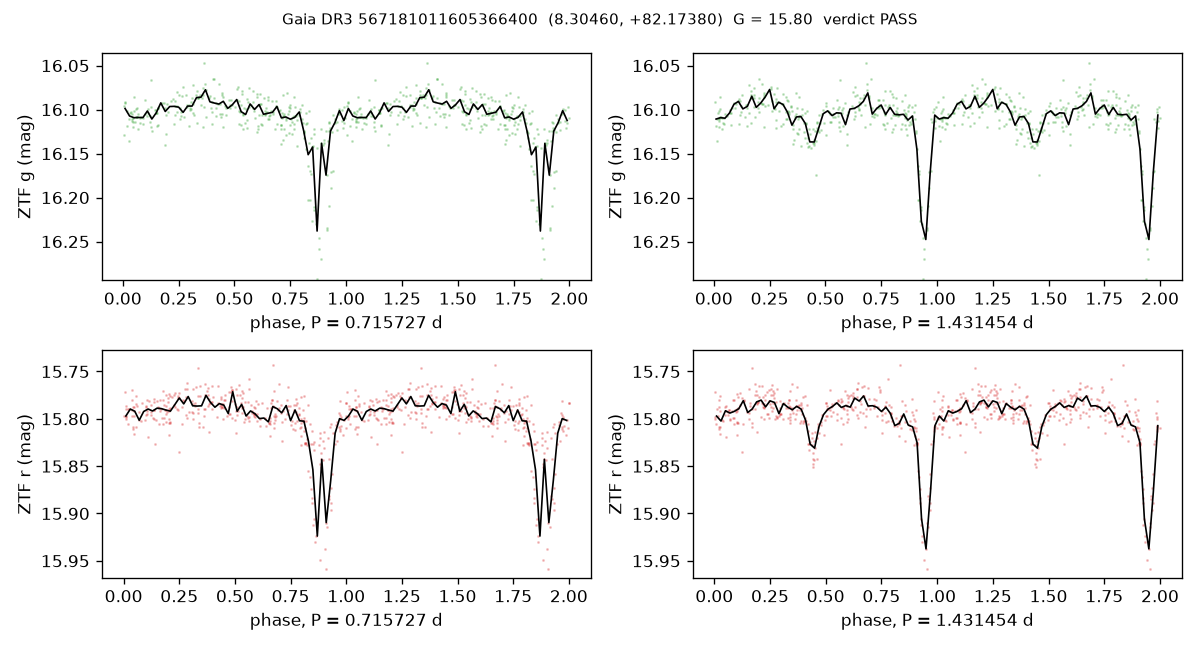 Gaia DR3 567181011605366400  (8.30460, +82.17380)  G = 15.80  verdict PASS
ZTF g (mag)
16.05
16.10
16.15
16.20
16.25
0.00 0.25 0.50 0.75 1.00 1.25 1.50 1.75 2.00
phase, P = 0.715727 d
ZTF g (mag)
16.05
16.10
16.15
16.20
16.25
0.00 0.25 0.50 0.75 1.00 1.25 1.50 1.75 2.00
phase, P = 1.431454 d
ZTF r (mag)
15.75
15.80
15.85
15.90
15.95
0.00 0.25 0.50 0.75 1.00 1.25 1.50 1.75 2.00
phase, P = 0.715727 d
ZTF r (mag)
15.75
15.80
15.85
15.90
15.95
0.00 0.25 0.50 0.75 1.00 1.25 1.50 1.75 2.00
phase, P = 1.431454 d